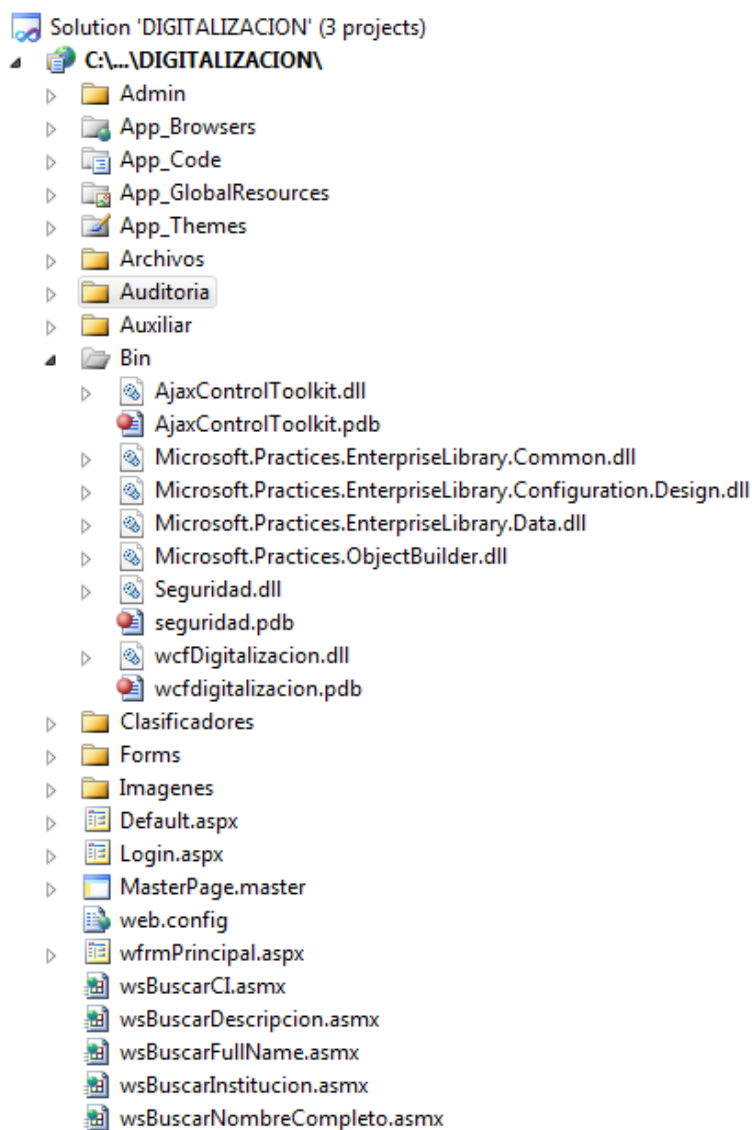 Solution 'DIGITALIZACION' (3 projects)
C:\...\DIGITALIZACION\
Admin
App_Browsers
App_Code
App_GlobalResources
App_Themes
Archivos
Auditoria
Auxiliar
Bin
AjaxControlToolkit.dll
AjaxControlToolkit.pdb
Microsoft.Practices.EnterpriseLibrary.Common.dll
Microsoft.Practices.EnterpriseLibrary.Configuration.Design.dll
Microsoft.Practices.EnterpriseLibrary.Data.dll
Microsoft.Practices.ObjectBuilder.dll
Seguridad.dll
seguridad.pdb
wcfDigitalizacion.dll
wcfdigitalizacion.pdb
Clasificadores
Forms
Imagenes
Default.aspx
Login.aspx
MasterPage.master
web.config
wfrmPrincipal.aspx
wsBuscarCI.asmx
wsBuscarDescripcion.asmx
wsBuscarFullName.asmx
wsBuscarInstitucion.asmx
wsBuscarNombreCompleto.asmx